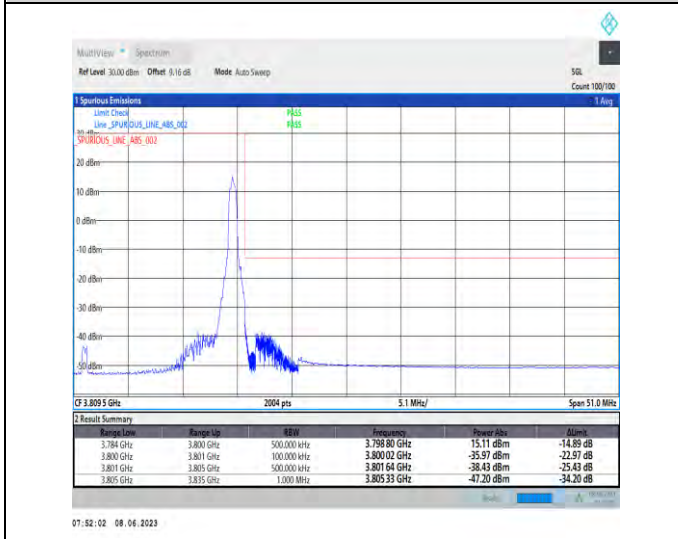 MultiView Spectrum
Ref Level 30.00 dBm Offset 9.16 dB Mode Auto Sweep SGL
Count 100/100
1 Spurious Emissions 1 Avg
Limit Check PASS
Line _SPURIOUS_LINE_ABS_002 PASS
_SPURIOUS_LINE_ABS_002
20 dBm
10 dBm
0 dBm
-10 dBm
-20 dBm
-30 dBm
-40 dBm
-50 dBm
CF 3.809 5 GHz 2004 pts 5.1 MHz/ Span 51.0 MHz
2 Result Summary
Range Low Range Up RBW Frequency Power Abs ΔLimit
3.784 GHz 3.800 GHz 500.000 kHz 3.798 80 GHz 15.11 dBm -14.89 dB
3.800 GHz 3.801 GHz 100.000 kHz 3.800 02 GHz -35.97 dBm -22.97 dB
3.801 GHz 3.805 GHz 500.000 kHz 3.801 64 GHz -38.43 dBm -25.43 dB
3.805 GHz 3.835 GHz 1.000 MHz 3.805 33 GHz -47.20 dBm -34.20 dB
07:52:02 08.06.2023